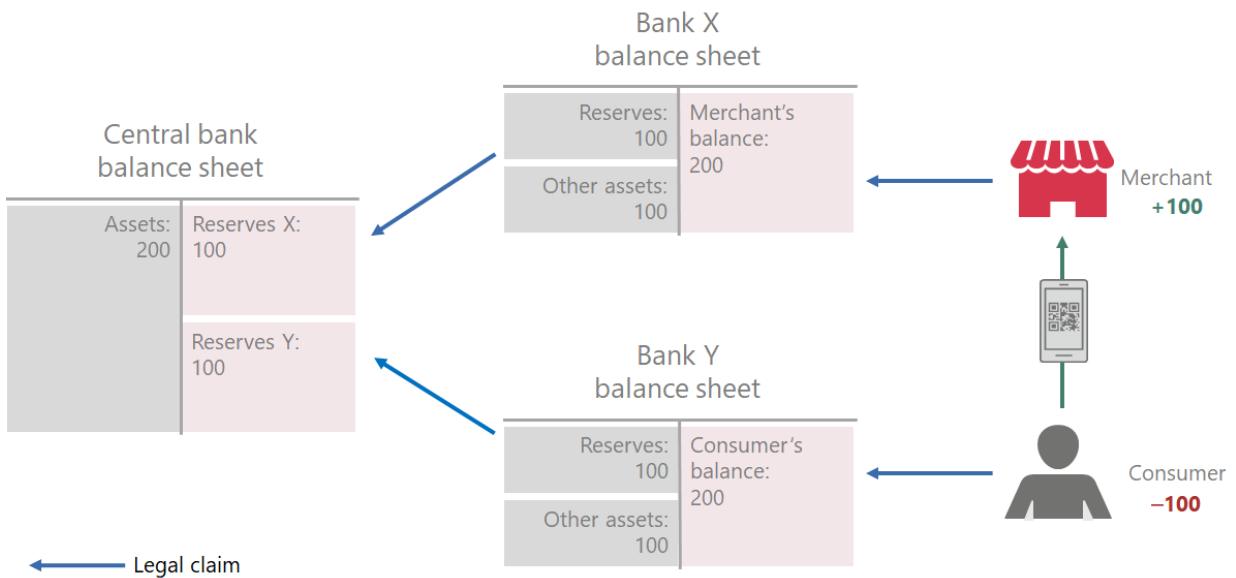 Bank X
balance sheet
Reserves:
100
Other assets:
100
Merchant's
balance:
200
Central bank
balance sheet
Assets:
200
Reserves X:
100
Reserves Y:
100
Merchant
+100
Bank Y
balance sheet
Reserves:
100
Other assets:
100
Consumer's
balance:
200
Consumer
–100
Legal claim